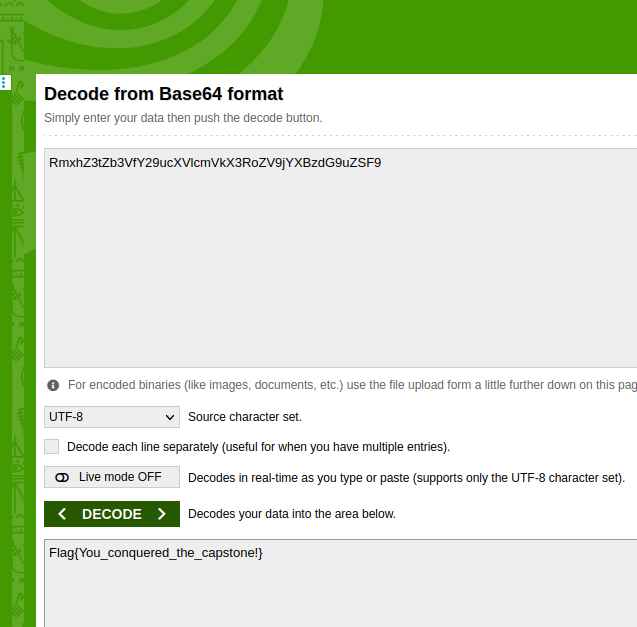 Decode from Base64 format
Simply enter your data then push the decode button.
RmxhZ3tZb3VfY29ucXVlcmVkX3RoZV9jYXBzdG9uZSF9
For encoded binaries (like images, documents, etc.) use the file upload form a little further down on this pag
UTF-8 Source character set.
Decode each line separately (useful for when you have multiple entries).
Live mode OFF Decodes in real-time as you type or paste (supports only the UTF-8 character set).
DECODE Decodes your data into the area below.
Flag{You_conquered_the_capstone!}